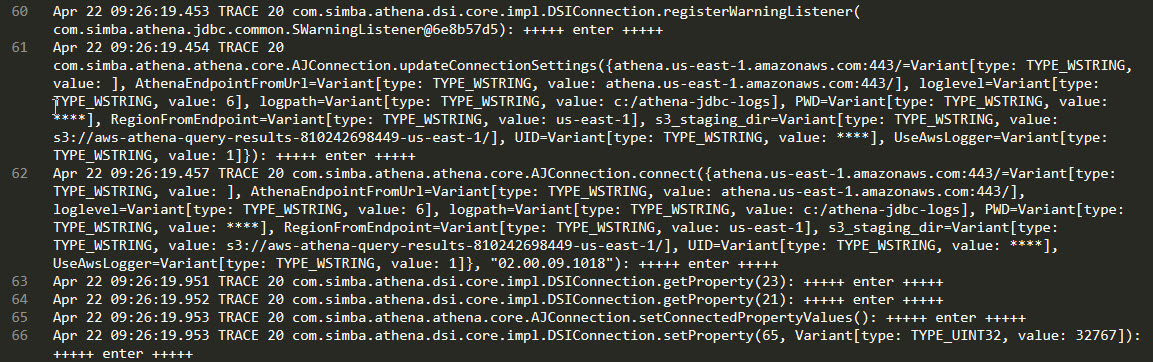 60 Apr 22 09:26:19.453 TRACE 20 com.simba.athena.dsi.core.impl.DSIConnection.registerWarningListener(
com.simba.athena.jdbc.common.SWarningListener@6e8b57d5): +++++ enter +++++
61 Apr 22 09:26:19.454 TRACE 20
com.simba.athena.athena.core.AJConnection.updateConnectionSettings({athena.us-east-1.amazonaws.com:443/=Variant[type: TYPE_WSTRING,
value: ], AthenaEndpointFromUrl=Variant[type: TYPE_WSTRING, value: athena.us-east-1.amazonaws.com:443/], loglevel=Variant[type:
TYPE_WSTRING, value: 6], logpath=Variant[type: TYPE_WSTRING, value: c:/athena-jdbc-logs], PWD=Variant[type: TYPE_WSTRING, value:
****], RegionFromEndpoint=Variant[type: TYPE_WSTRING, value: us-east-1], s3_staging_dir=Variant[type: TYPE_WSTRING, value:
s3://aws-athena-query-results-810242698449-us-east-1/], UID=Variant[type: TYPE_WSTRING, value: ****], UseAwsLogger=Variant[type:
TYPE_WSTRING, value: 1]}): +++++ enter +++++
62 Apr 22 09:26:19.457 TRACE 20 com.simba.athena.athena.core.AJConnection.connect({athena.us-east-1.amazonaws.com:443/=Variant[type:
TYPE_WSTRING, value: ], AthenaEndpointFromUrl=Variant[type: TYPE_WSTRING, value: athena.us-east-1.amazonaws.com:443/],
loglevel=Variant[type: TYPE_WSTRING, value: 6], logpath=Variant[type: TYPE_WSTRING, value: c:/athena-jdbc-logs], PWD=Variant[type:
TYPE_WSTRING, value: ****], RegionFromEndpoint=Variant[type: TYPE_WSTRING, value: us-east-1], s3_staging_dir=Variant[type:
TYPE_WSTRING, value: s3://aws-athena-query-results-810242698449-us-east-1/], UID=Variant[type: TYPE_WSTRING, value: ****],
UseAwsLogger=Variant[type: TYPE_WSTRING, value: 1]}, "02.00.09.1018"): +++++ enter +++++
63 Apr 22 09:26:19.951 TRACE 20 com.simba.athena.dsi.core.impl.DSIConnection.getProperty(23): +++++ enter +++++
64 Apr 22 09:26:19.952 TRACE 20 com.simba.athena.dsi.core.impl.DSIConnection.getProperty(21): +++++ enter +++++
65 Apr 22 09:26:19.953 TRACE 20 com.simba.athena.athena.core.AJConnection.setConnectedPropertyValues(): +++++ enter +++++
66 Apr 22 09:26:19.953 TRACE 20 com.simba.athena.dsi.core.impl.DSIConnection.setProperty(65, Variant[type: TYPE_UINT32, value: 32767]):
+++++ enter +++++